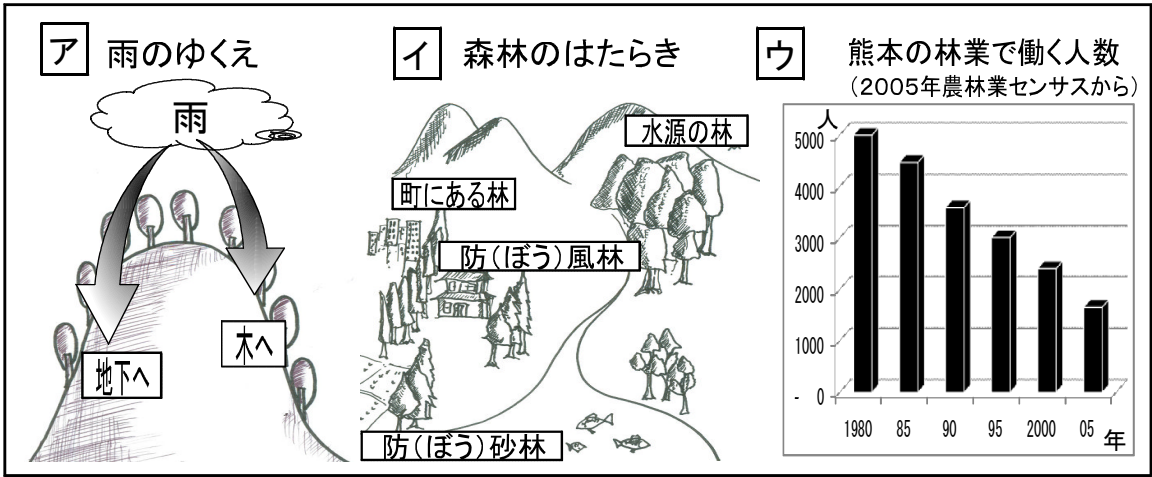 ア 雨のゆくえ
雨
地下へ
木へ
イ 森林のはたらき
水源の林
町にある林
防(ぼう)風林
防(ぼう)砂林
ウ 熊本の林業で働く人数
(2005年農林業センサスから)
人
5000
4000
3000
2000
1000
- 0
1980 85 90 95 2000 05 年